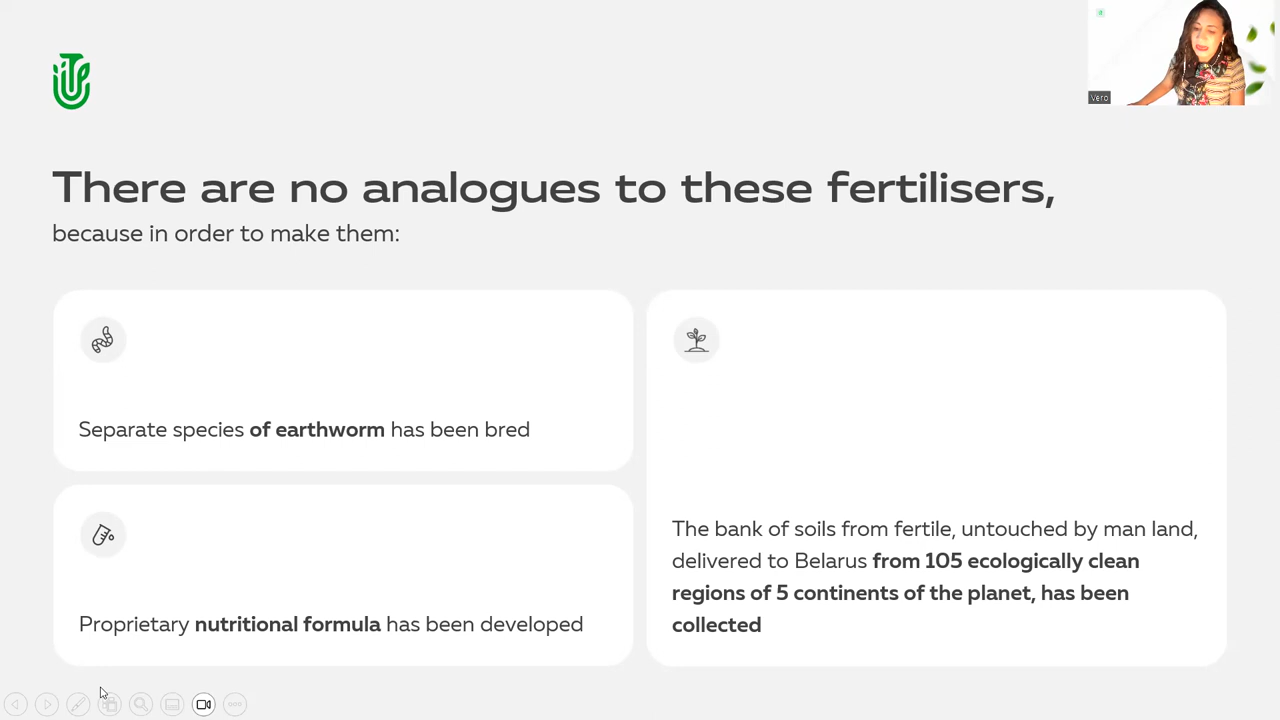 Vero
There are no analogues to these fertilisers,
because in order to make them:
Separate species of earthworm has been bred
Proprietary nutritional formula has been developed
The bank of soils from fertile, untouched by man land,
delivered to Belarus from 105 ecologically clean
regions of 5 continents of the planet, has been
collected